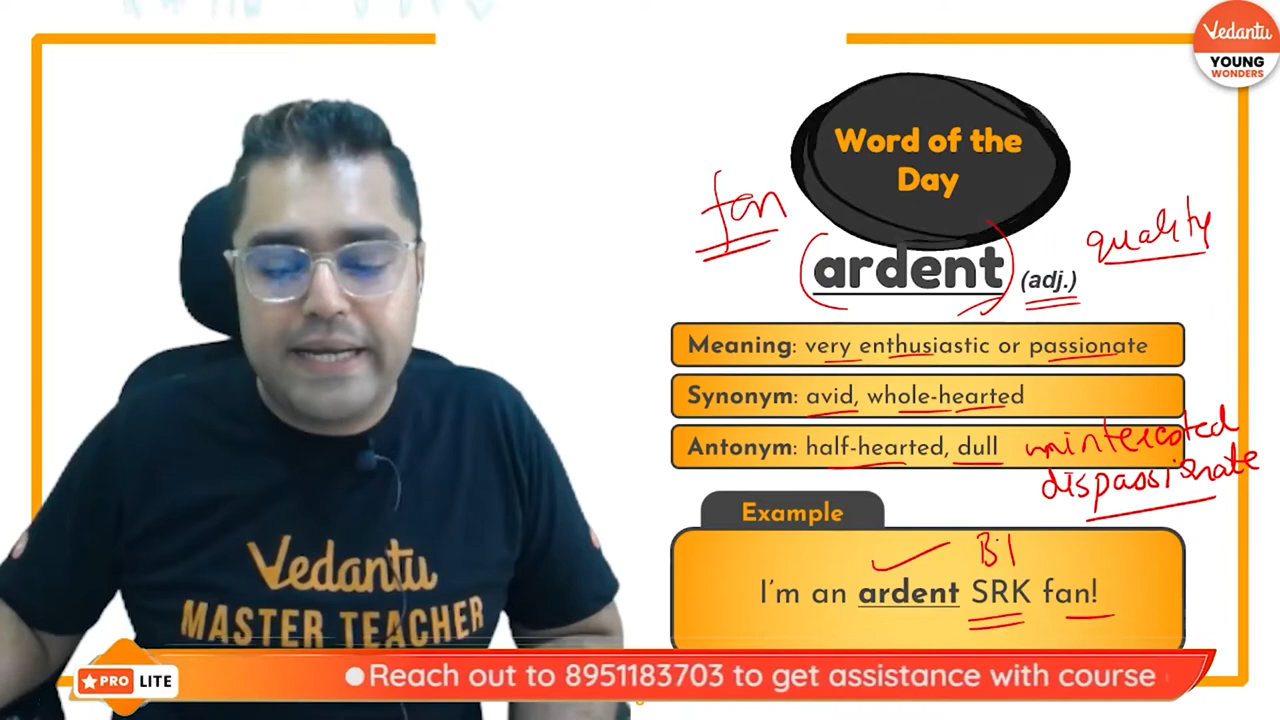 Vedantu
YOUNG
WONDERS
Word of the
Day
fan
quality
ardent (adj.)
Meaning: very enthusiastic or passionate
Synonym: avid, whole-hearted
Antonym: half-hearted, dull
dispassionate
Example
I'm an ardent SRK fan!
Vedantu
MASTER TEACHER
PRO LITE
Reach out to 8951183703 to get assistance with course